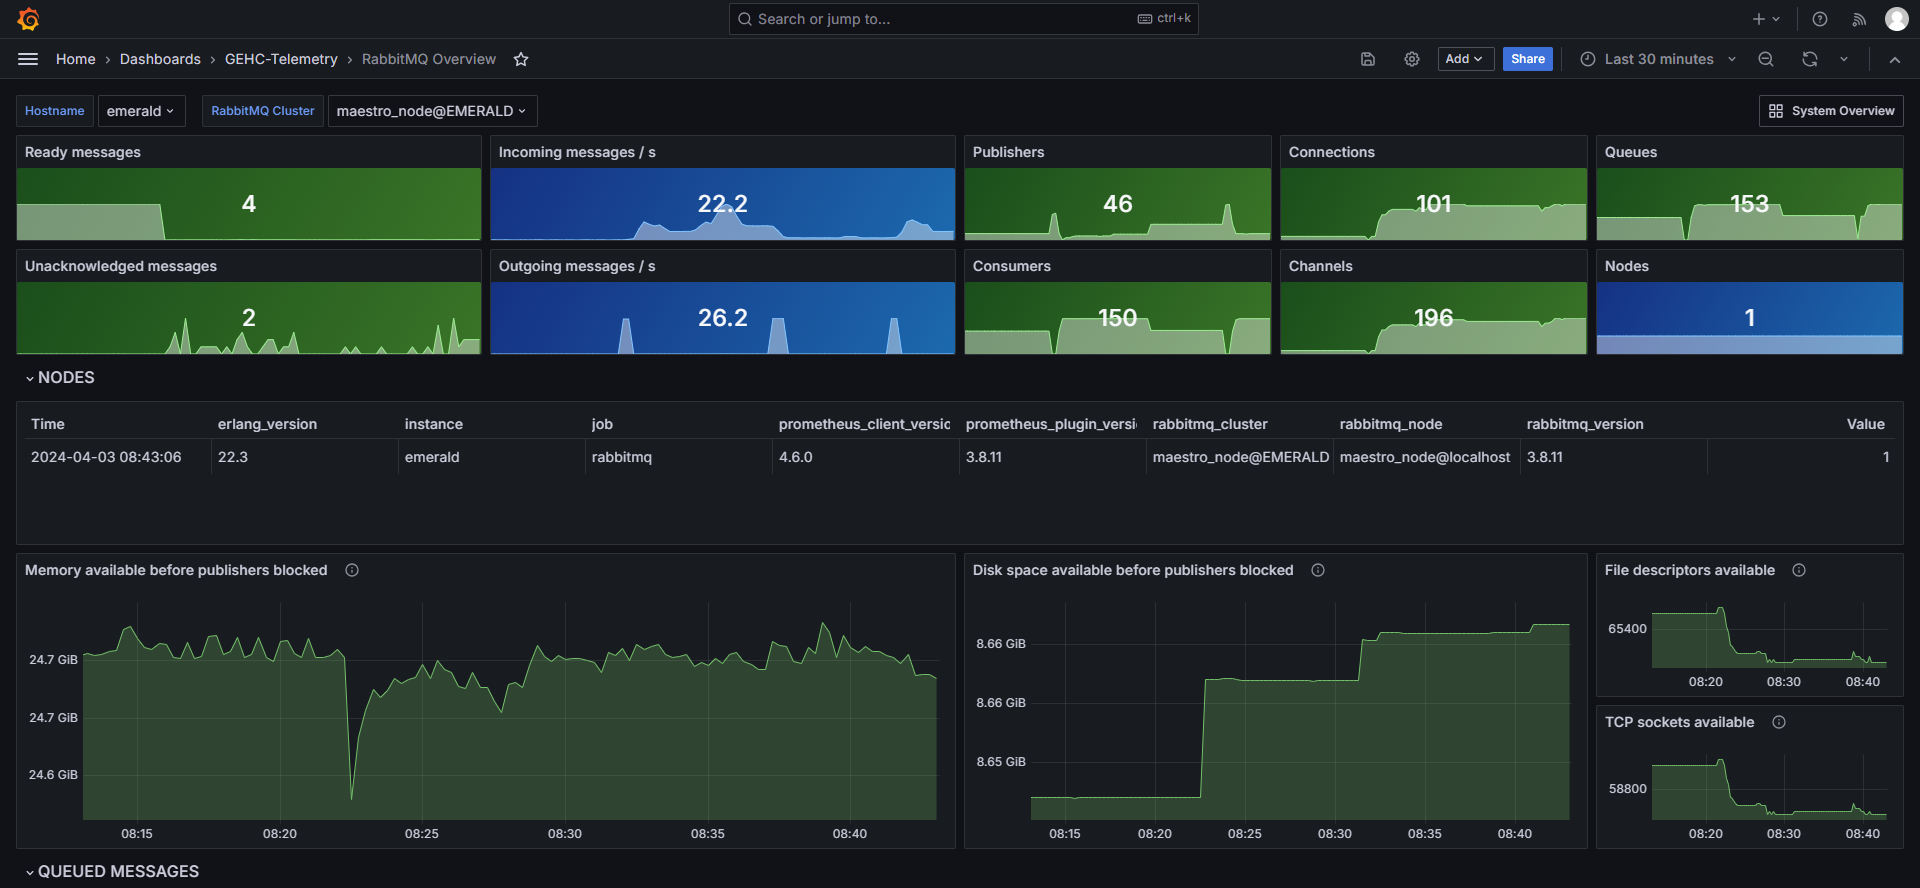 Search or jump to...
ctrl+k
Home › Dashboards › GEHC-Telemetry › RabbitMQ Overview
Add
Share
Last 30 minutes
Hostname
emerald
RabbitMQ Cluster
maestro_node@EMERALD
System Overview
Ready messages
4
Incoming messages / s
22.2
Publishers
46
Connections
101
Queues
153
Unacknowledged messages
2
Outgoing messages / s
26.2
Consumers
150
Channels
196
Nodes
1
NODES
Time erlang_version instance job prometheus_client_versio prometheus_plugin_versi rabbitmq_cluster rabbitmq_node rabbitmq_version Value
2024-04-03 08:43:06 22.3 emerald rabbitmq 4.6.0 3.8.11 maestro_node@EMERALD maestro_node@localhost 3.8.11 1
Memory available before publishers blocked
24.7 GiB
24.7 GiB
24.6 GiB
08:15 08:20 08:25 08:30 08:35 08:40
Disk space available before publishers blocked
8.66 GiB
8.66 GiB
8.65 GiB
08:15 08:20 08:25 08:30 08:35 08:40
File descriptors available
65400
08:20 08:30 08:40
TCP sockets available
58800
08:20 08:30 08:40
QUEUED MESSAGES